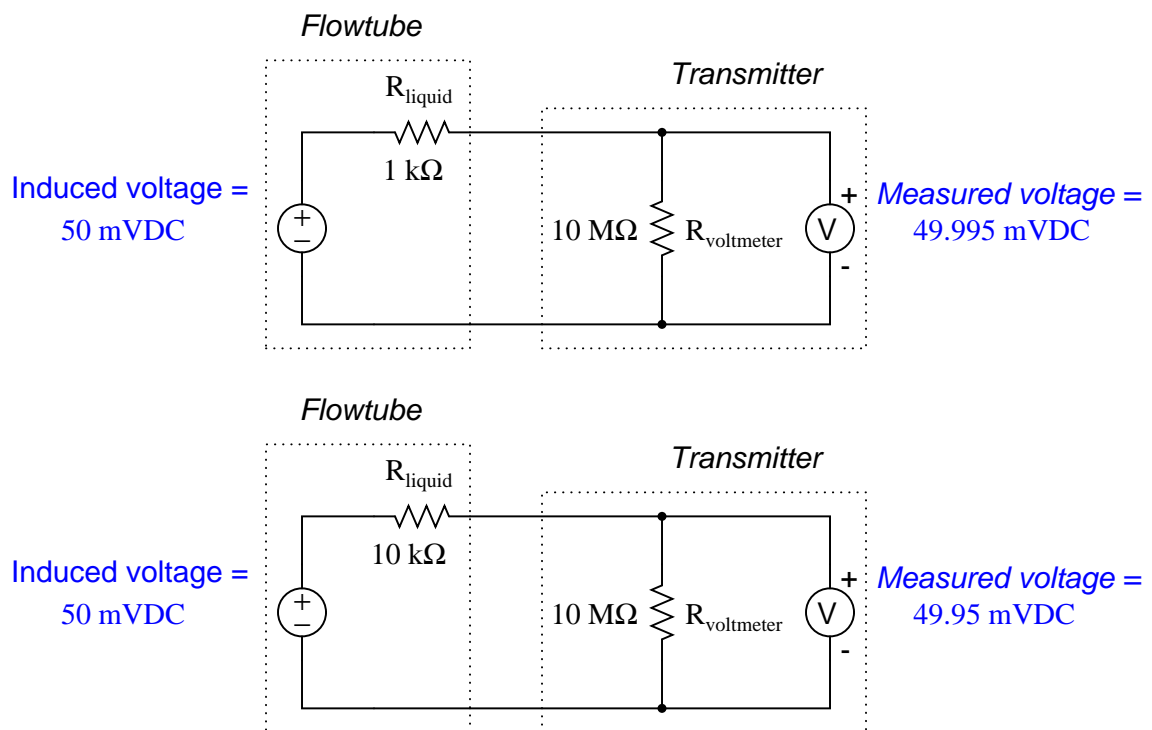 Flowtube
Transmitter
R_liquid
1 kΩ
Induced voltage =
50 mVDC
+
−
10 MΩ
R_voltmeter
V
+
-
Measured voltage =
49.995 mVDC
Flowtube
Transmitter
R_liquid
10 kΩ
Induced voltage =
50 mVDC
+
−
10 MΩ
R_voltmeter
V
+
-
Measured voltage =
49.95 mVDC